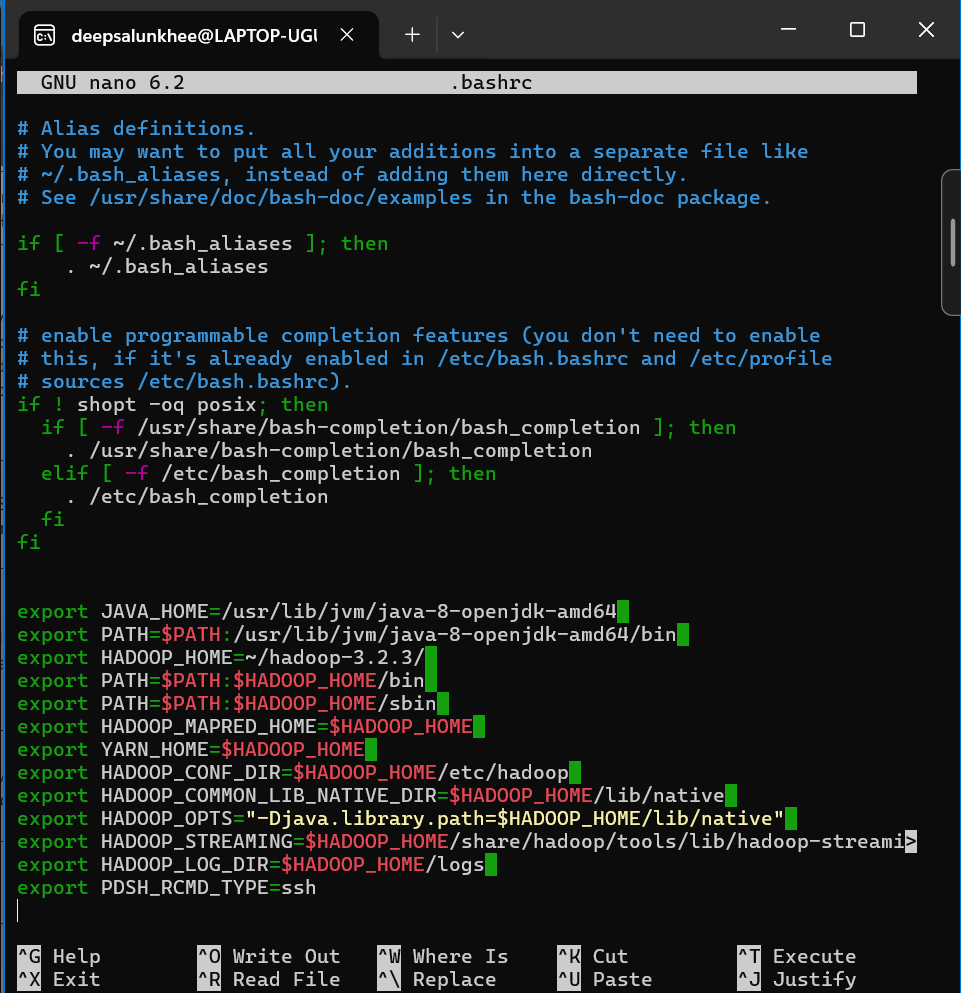 deepsalunkhee@LAPTOP-UGU
GNU nano 6.2 .bashrc
# Alias definitions.
# You may want to put all your additions into a separate file like
# ~/.bash_aliases, instead of adding them here directly.
# See /usr/share/doc/bash-doc/examples in the bash-doc package.
if [ -f ~/.bash_aliases ]; then
    . ~/.bash_aliases
fi
# enable programmable completion features (you don't need to enable
# this, if it's already enabled in /etc/bash.bashrc and /etc/profile
# sources /etc/bash.bashrc).
if ! shopt -oq posix; then
  if [ -f /usr/share/bash-completion/bash_completion ]; then
    . /usr/share/bash-completion/bash_completion
  elif [ -f /etc/bash_completion ]; then
    . /etc/bash_completion
  fi
fi
export JAVA_HOME=/usr/lib/jvm/java-8-openjdk-amd64
export PATH=$PATH:/usr/lib/jvm/java-8-openjdk-amd64/bin
export HADOOP_HOME=~/hadoop-3.2.3/
export PATH=$PATH:$HADOOP_HOME/bin
export PATH=$PATH:$HADOOP_HOME/sbin
export HADOOP_MAPRED_HOME=$HADOOP_HOME
export YARN_HOME=$HADOOP_HOME
export HADOOP_CONF_DIR=$HADOOP_HOME/etc/hadoop
export HADOOP_COMMON_LIB_NATIVE_DIR=$HADOOP_HOME/lib/native
export HADOOP_OPTS="-Djava.library.path=$HADOOP_HOME/lib/native"
export HADOOP_STREAMING=$HADOOP_HOME/share/hadoop/tools/lib/hadoop-streami>
export HADOOP_LOG_DIR=$HADOOP_HOME/logs
export PDSH_RCMD_TYPE=ssh
^G Help ^O Write Out ^W Where Is ^K Cut ^T Execute
^X Exit ^R Read File ^\ Replace ^U Paste ^J Justify